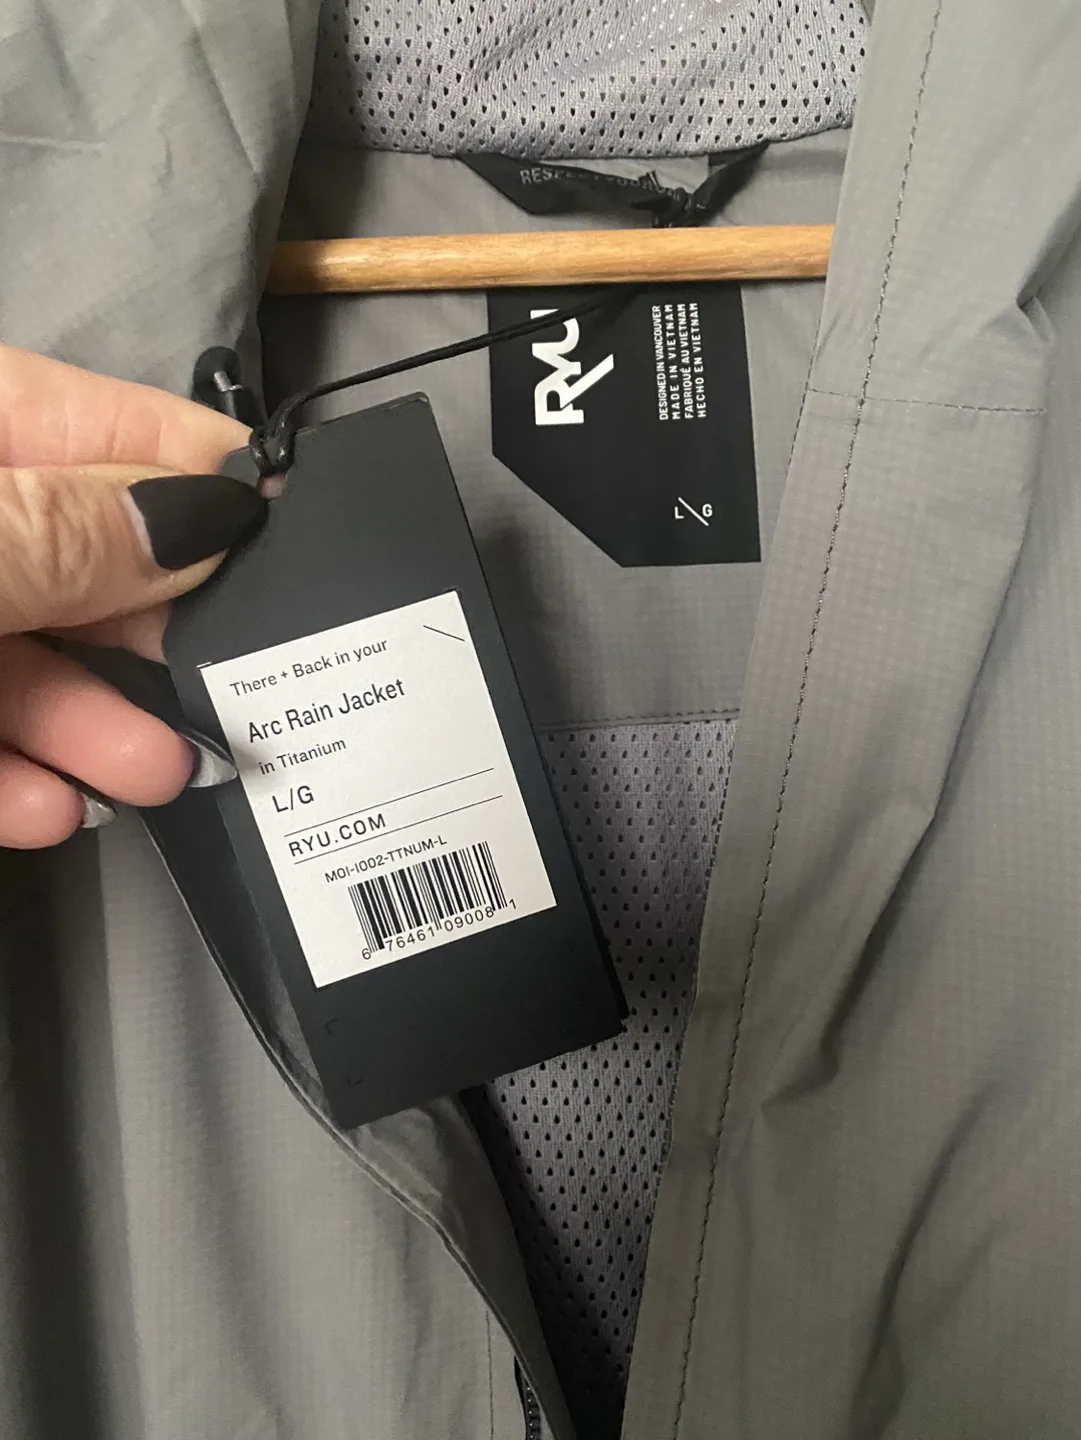 RYU
DESIGNED IN VANCOUVER
MADE IN VIETNAM
FABRIQUÉ AU VIETNAM
HECHO EN VIETNAM
L/G
There + Back in your
Arc Rain Jacket
in Titanium
L/G
RYU.COM
MOI-I002-TTNUM-L
6 76461 09008 1